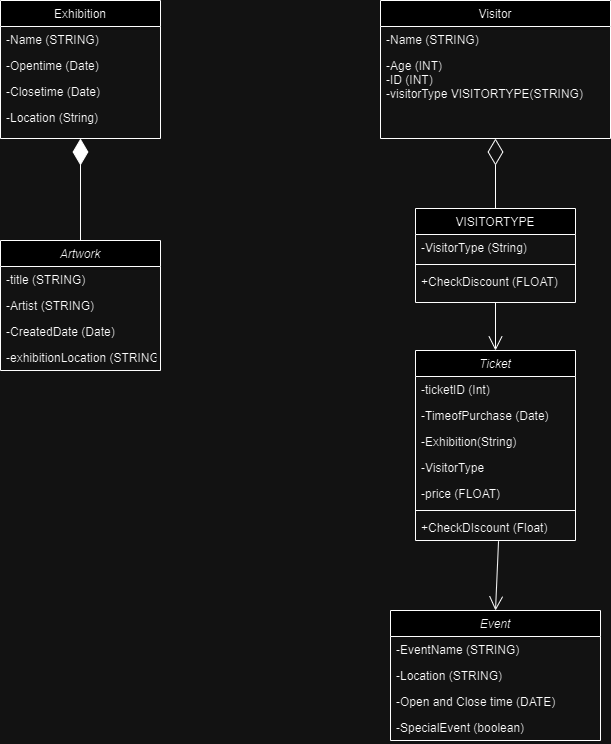 Exhibition
-Name (STRING)
-Opentime (Date)
-Closetime (Date)
-Location (String)
Visitor
-Name (STRING)
-Age (INT)
-ID (INT)
-visitorType VISITORTYPE(STRING)
Artwork
-title (STRING)
-Artist (STRING)
-CreatedDate (Date)
-exhibitionLocation (STRING
VISITORTYPE
-VisitorType (String)
+CheckDiscount (FLOAT)
Ticket
-ticketID (Int)
-TimeofPurchase (Date)
-Exhibition(String)
-VisitorType
-price (FLOAT)
+CheckDIscount (Float)
Event
-EventName (STRING)
-Location (STRING)
-Open and Close time (DATE)
-SpecialEvent (boolean)